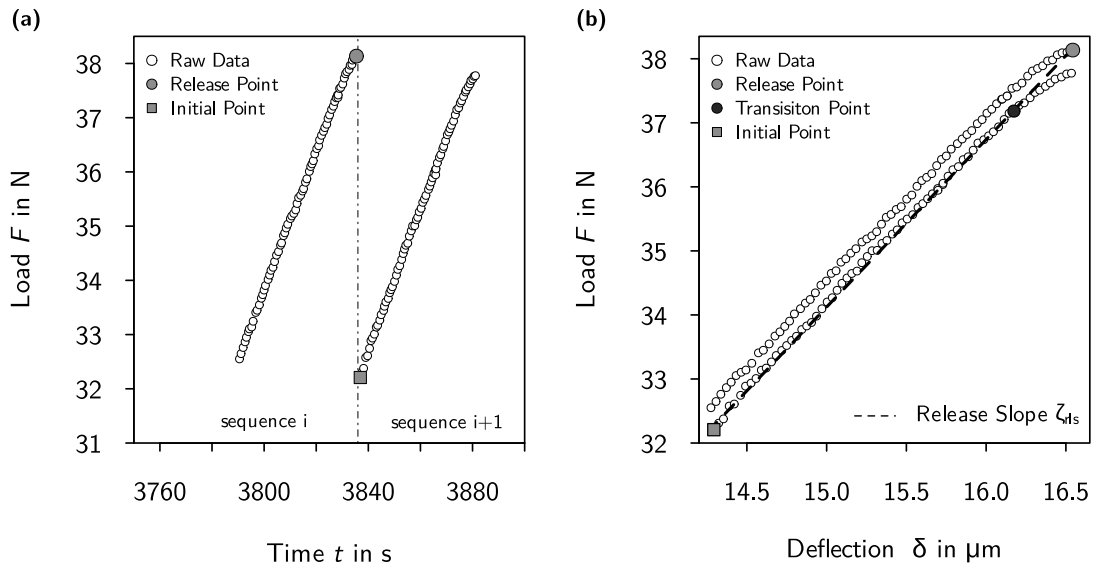 (a)
Raw Data
Release Point
Initial Point
38
37
36
35
34
33
32
31
Load F in N
sequence i
sequence i+1
3760
3800
3840
3880
Time t in s
(b)
Raw Data
Release Point
Transisiton Point
Initial Point
38
37
36
35
34
33
32
Load F in N
Release Slope ζrls
14.5
15.0
15.5
16.0
16.5
Deflection δ in µm